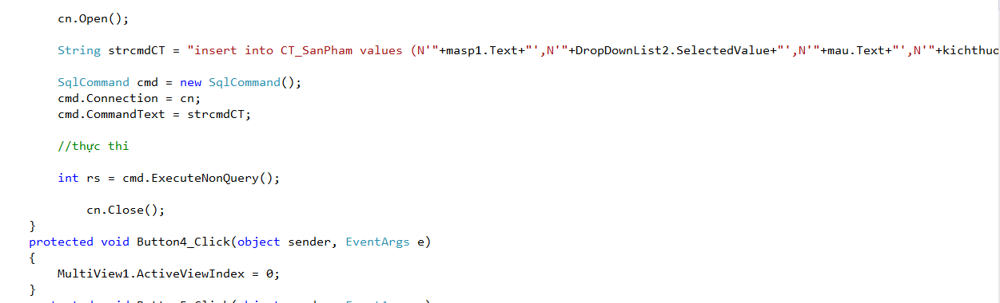 cn.Open();
String strcmdCT = "insert into CT_SanPham values (N'"+masp1.Text+"',N'"+DropDownList2.SelectedValue+"',N'"+mau.Text+"',N'"+kichthuo
SqlCommand cmd = new SqlCommand();
cmd.Connection = cn;
cmd.CommandText = strcmdCT;
//thực thi
int rs = cmd.ExecuteNonQuery();
cn.Close();
}
protected void Button4_Click(object sender, EventArgs e)
{
MultiView1.ActiveViewIndex = 0;
}